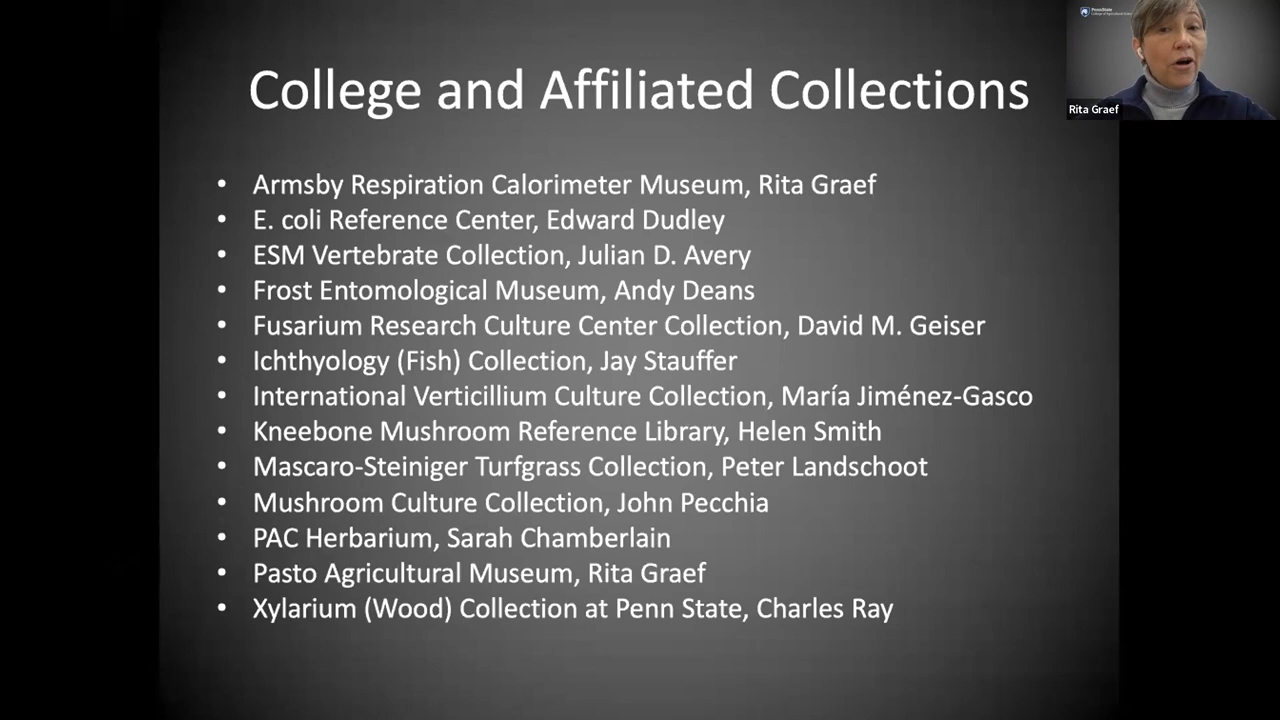 College and Affiliated Collections
• Armsby Respiration Calorimeter Museum, Rita Graef
• E. coli Reference Center, Edward Dudley
• ESM Vertebrate Collection, Julian D. Avery
• Frost Entomological Museum, Andy Deans
• Fusarium Research Culture Center Collection, David M. Geiser
• Ichthyology (Fish) Collection, Jay Stauffer
• International Verticillium Culture Collection, María Jiménez-Gasco
• Kneebone Mushroom Reference Library, Helen Smith
• Mascaro-Steiniger Turfgrass Collection, Peter Landschoot
• Mushroom Culture Collection, John Pecchia
• PAC Herbarium, Sarah Chamberlain
• Pasto Agricultural Museum, Rita Graef
• Xylarium (Wood) Collection at Penn State, Charles Ray
PennState
Rita Graef